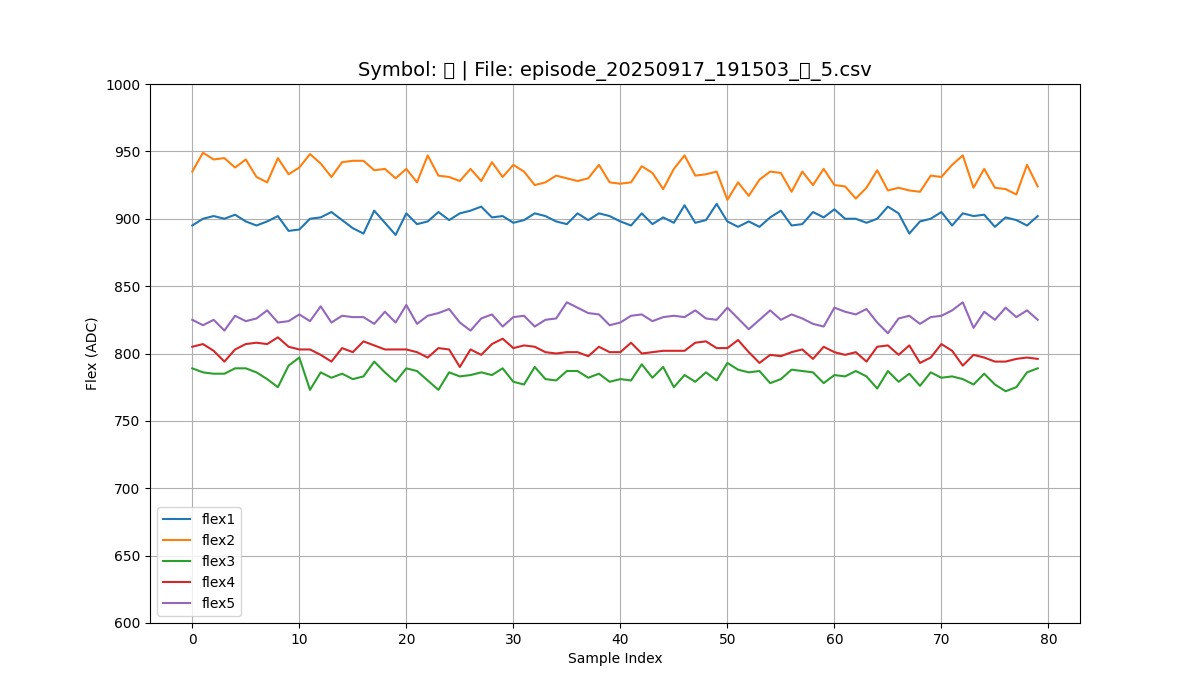 Symbol: ▯ | File: episode_20250917_191503_▯_5.csv
1000
950
900
850
800
750
700
650
600
Flex (ADC)
flex1
flex2
flex3
flex4
flex5
0 10 20 30 40 50 60 70 80
Sample Index